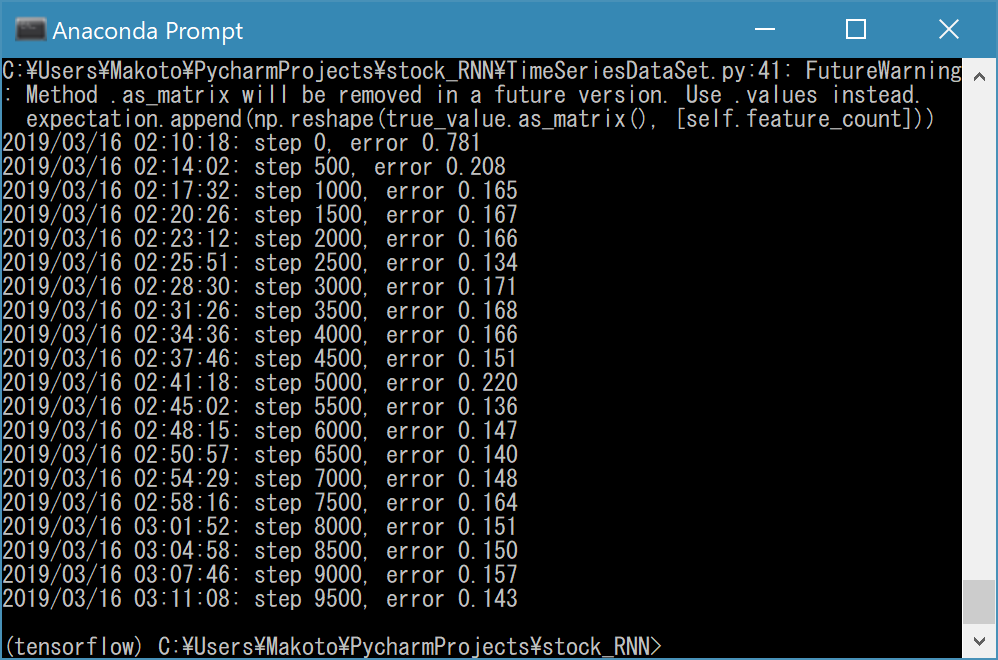 Anaconda Prompt
C:¥Users¥Makoto¥PycharmProjects¥stock_RNN¥TimeSeriesDataSet.py:41: FutureWarning
: Method .as_matrix will be removed in a future version. Use .values instead.
  expectation.append(np.reshape(true_value.as_matrix(), [self.feature_count]))
2019/03/16 02:10:18: step 0, error 0.781
2019/03/16 02:14:02: step 500, error 0.208
2019/03/16 02:17:32: step 1000, error 0.165
2019/03/16 02:20:26: step 1500, error 0.167
2019/03/16 02:23:12: step 2000, error 0.166
2019/03/16 02:25:51: step 2500, error 0.134
2019/03/16 02:28:30: step 3000, error 0.171
2019/03/16 02:31:26: step 3500, error 0.168
2019/03/16 02:34:36: step 4000, error 0.166
2019/03/16 02:37:46: step 4500, error 0.151
2019/03/16 02:41:18: step 5000, error 0.220
2019/03/16 02:45:02: step 5500, error 0.136
2019/03/16 02:48:15: step 6000, error 0.147
2019/03/16 02:50:57: step 6500, error 0.140
2019/03/16 02:54:29: step 7000, error 0.148
2019/03/16 02:58:16: step 7500, error 0.164
2019/03/16 03:01:52: step 8000, error 0.151
2019/03/16 03:04:58: step 8500, error 0.150
2019/03/16 03:07:46: step 9000, error 0.157
2019/03/16 03:11:08: step 9500, error 0.143
(tensorflow) C:¥Users¥Makoto¥PycharmProjects¥stock_RNN>